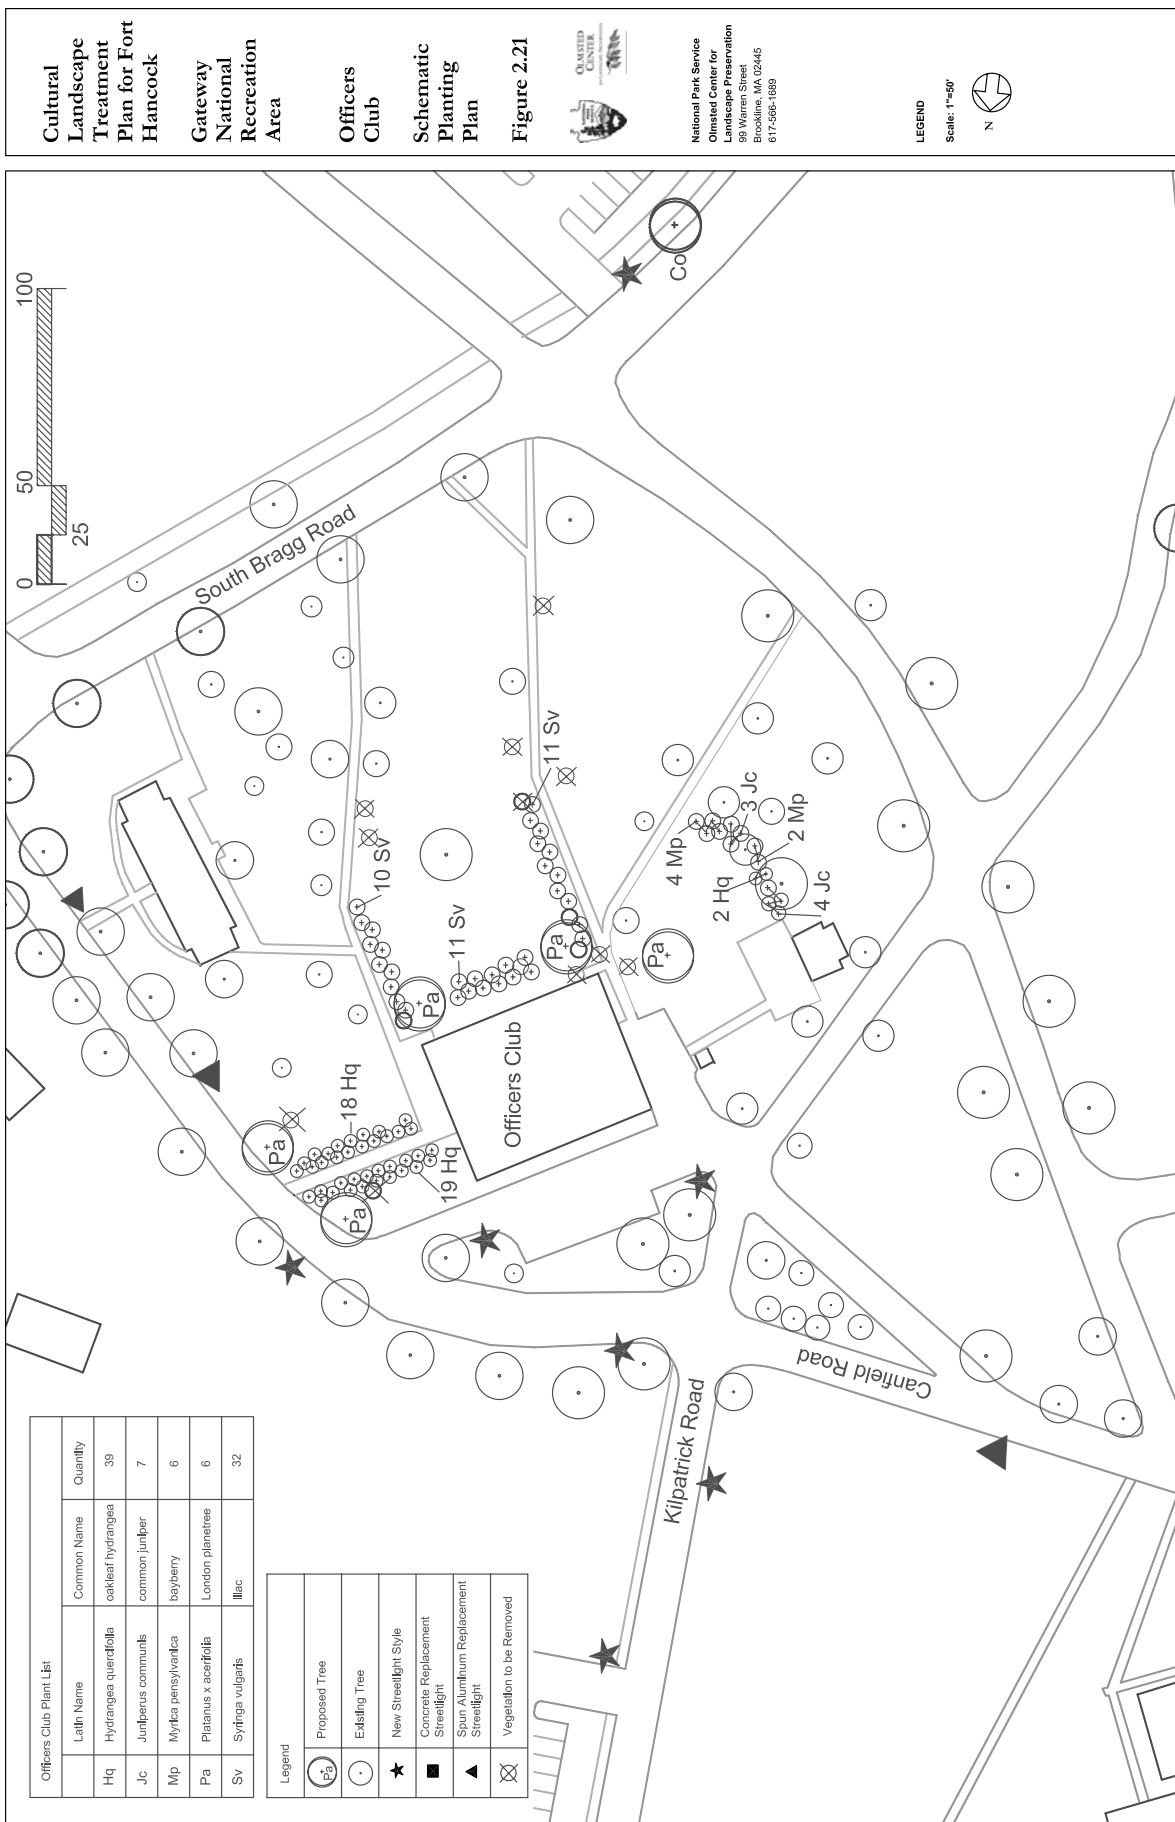 Cultural
Landscape
Treatment
Plan for Fort
Hancock
Gateway
National
Recreation
Area
Officers
Club
Schematic
Planting
Plan
Figure 2.21
OLMSTED
CENTER
National Park Service
Olmsted Center for
Landscape Preservation
99 Warren Street
Brookline, MA 02445
617-566-1689
LEGEND
Scale: 1"=50'
N
0
25
50
100
South Bragg Road
Co
10 Sv
11 Sv
11 Sv
Pa
Pa
Pa
Pa
Pa
18 Hq
19 Hq
Officers Club
4 Mp
3 Jc
2 Mp
2 Hq
4 Jc
Canfield Road
Kilpatrick Road
Officers Club Plant List
Latin Name Common Name Quantity
Hq Hydrangea quercifolia oakleaf hydrangea 39
Jc Juniperus communis common juniper 7
Mp Myrica pensylvanica bayberry 6
Pa Platanus x acerifolia London planetree 6
Sv Syringa vulgaris lilac 32
Legend
Pa Proposed Tree
Existing Tree
New Streetlight Style
Concrete Replacement
Streetlight
Spun Aluminum Replacement
Streetlight
Vegetation to be Removed